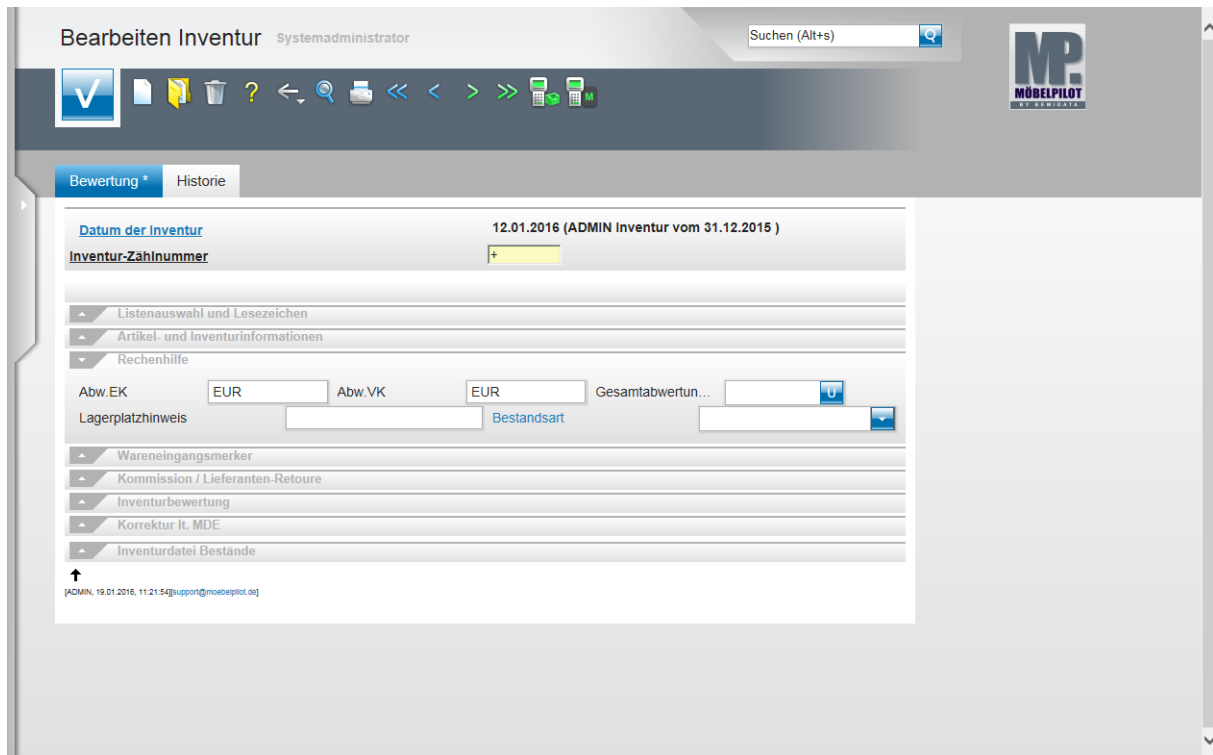 Bearbeiten Inventur Systemadministrator
Suchen (Alt+s)
MP.
MÖBELPILOT
BY BEMIDATA
M
Bewertung * Historie
Datum der Inventur 12.01.2016 (ADMIN Inventur vom 31.12.2015 )
Inventur-Zählnummer +
Listenauswahl und Lesezeichen
Artikel- und Inventurinformationen
Rechenhilfe
Abw.EK EUR Abw.VK EUR Gesamtabwertun... U
Lagerplatzhinweis Bestandsart
Wareneingangsmerker
Kommission / Lieferanten-Retoure
Inventurbewertung
Korrektur lt. MDE
Inventurdatei Bestände
[ADMIN, 19.01.2016, 11:21:54][support@moebelpilot.de]